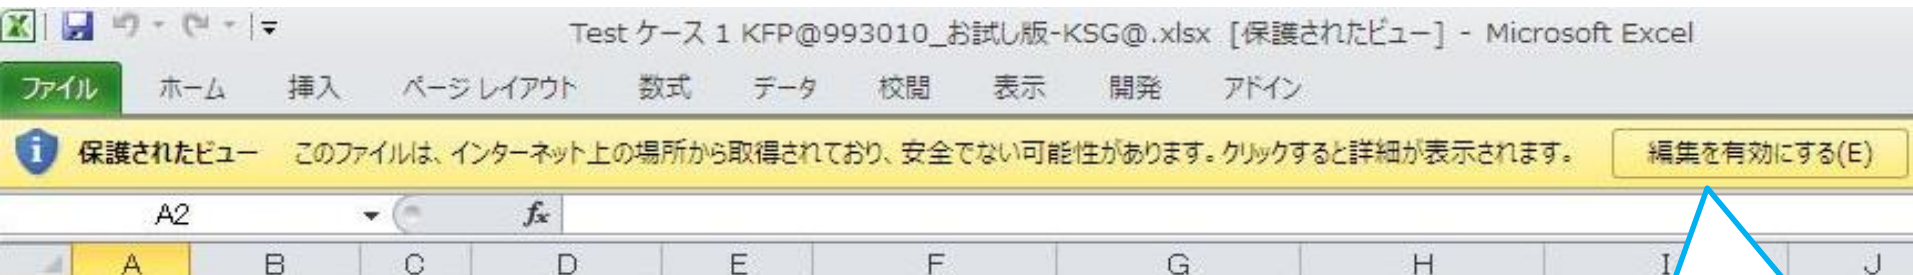 Test ケース 1 KFP@993010_お試し版-KSG@.xlsx [保護されたビュー] - Microsoft Excel
ファイル ホーム 挿入 ページ レイアウト 数式 データ 校閲 表示 開発 アドイン
保護されたビュー このファイルは、インターネット上の場所から取得されており、安全でない可能性があります。クリックすると詳細が表示されます。 編集を有効にする(E)
A2 fx
A B C D E F G H I J